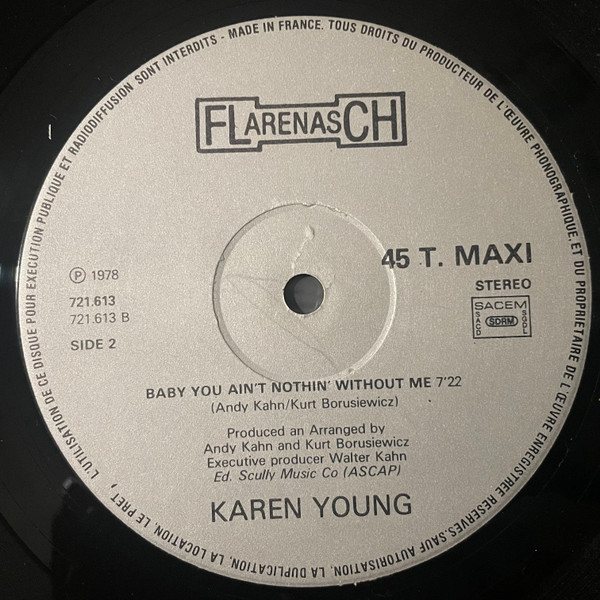 L'UTILISATION DE CE DISQUE POUR EXECUTION PUBLIQUE ET RADIODIFFUSION SONT INTERDITS - MADE IN FRANCE. TOUS DROITS DU PRODUCTEUR DE L'ŒUVRE PHONOGRAPHIQUE, ET DU PROPRIETAIRE DE L'ŒUVRE ENREGISTREE RESERVES. SAUF AUTORISATION, LA DUPLICATION, LA LOCATION, LE PRET,
FLARENASCH
45 T. MAXI
℗ 1978
STEREO
721.613
721.613 B
SACEM
SACD SDRM SGDL
SIDE 2
BABY YOU AIN'T NOTHIN' WITHOUT ME 7'22
(Andy Kahn/Kurt Borusiewicz)
Produced an Arranged by
Andy Kahn and Kurt Borusiewicz
Executive producer Walter Kahn
Ed. Scully Music Co (ASCAP)
KAREN YOUNG